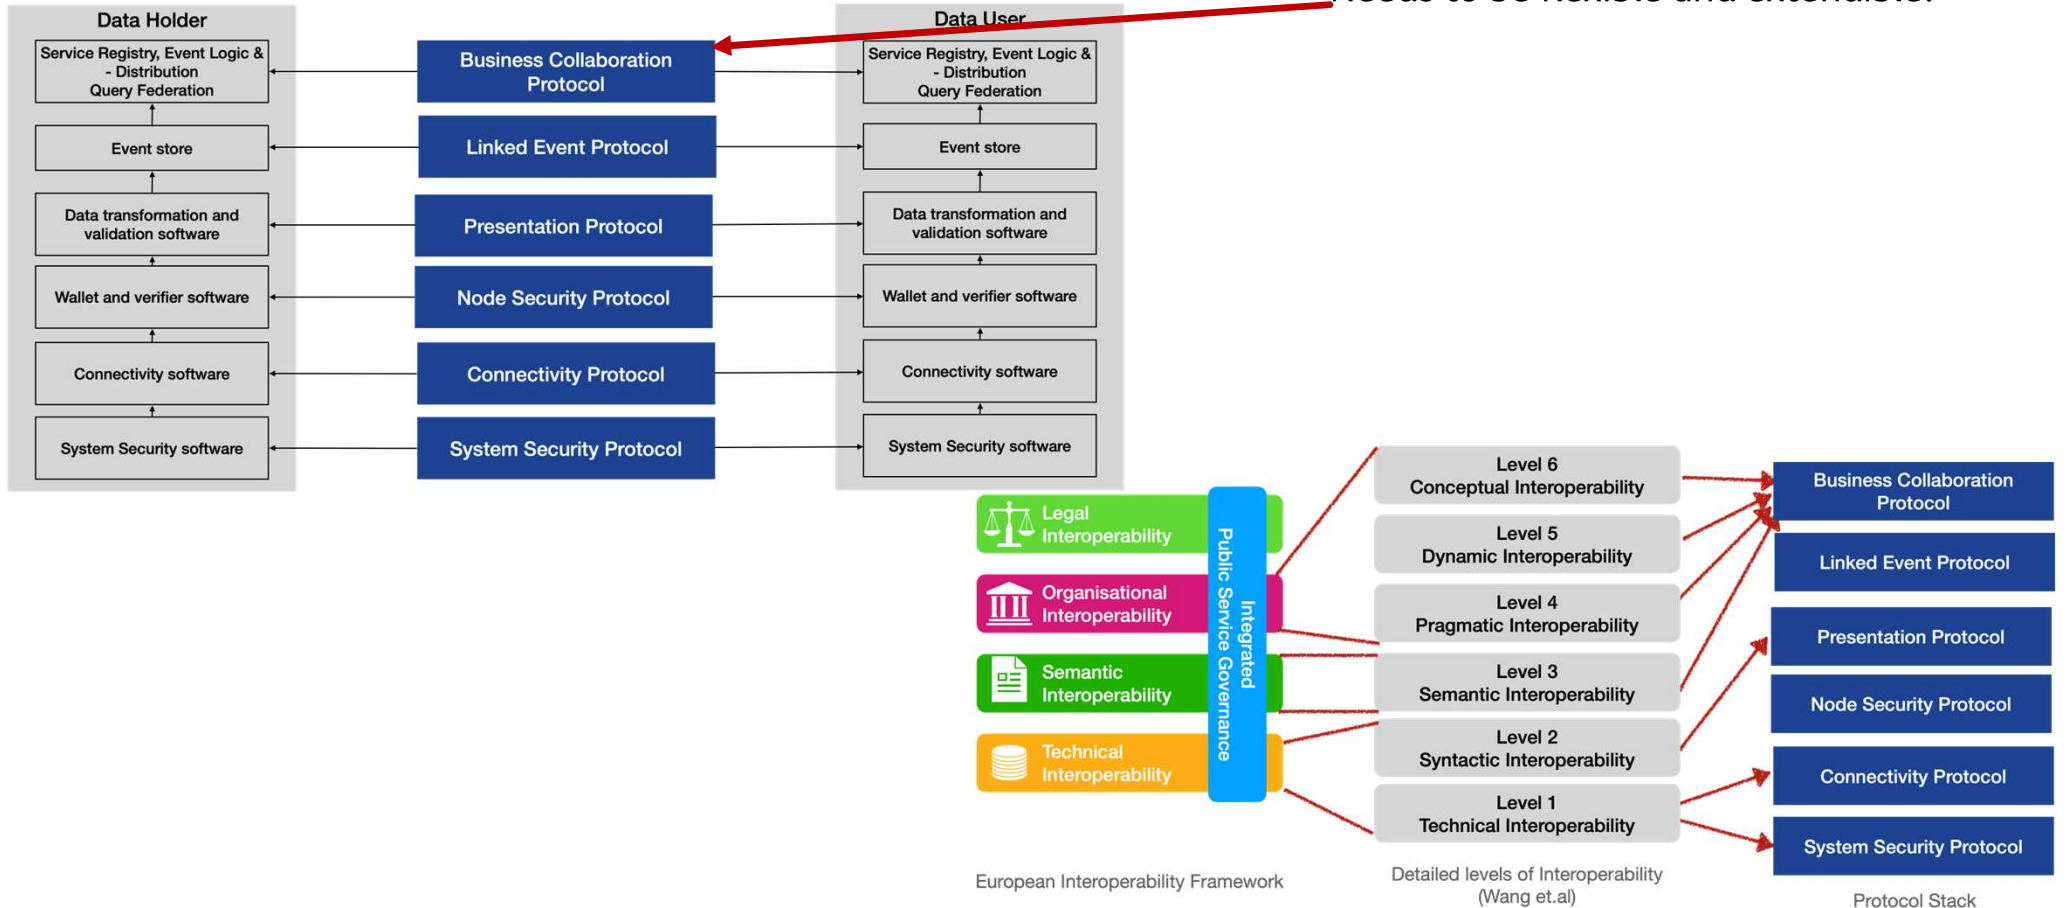 Needs to be flexible and extendible.
Data Holder
Service Registry, Event Logic &
- Distribution
Query Federation
Event store
Data transformation and
validation software
Wallet and verifier software
Connectivity software
System Security software
Business Collaboration
Protocol
Linked Event Protocol
Presentation Protocol
Node Security Protocol
Connectivity Protocol
System Security Protocol
Data User
Service Registry, Event Logic &
- Distribution
Query Federation
Event store
Data transformation and
validation software
Wallet and verifier software
Connectivity software
System Security software
Legal
Interoperability
Organisational
Interoperability
Semantic
Interoperability
Technical
Interoperability
Integrated
Public Service Governance
European Interoperability Framework
Level 6
Conceptual Interoperability
Level 5
Dynamic Interoperability
Level 4
Pragmatic Interoperability
Level 3
Semantic Interoperability
Level 2
Syntactic Interoperability
Level 1
Technical Interoperability
Detailed levels of Interoperability
(Wang et.al)
Business Collaboration
Protocol
Linked Event Protocol
Presentation Protocol
Node Security Protocol
Connectivity Protocol
System Security Protocol
Protocol Stack